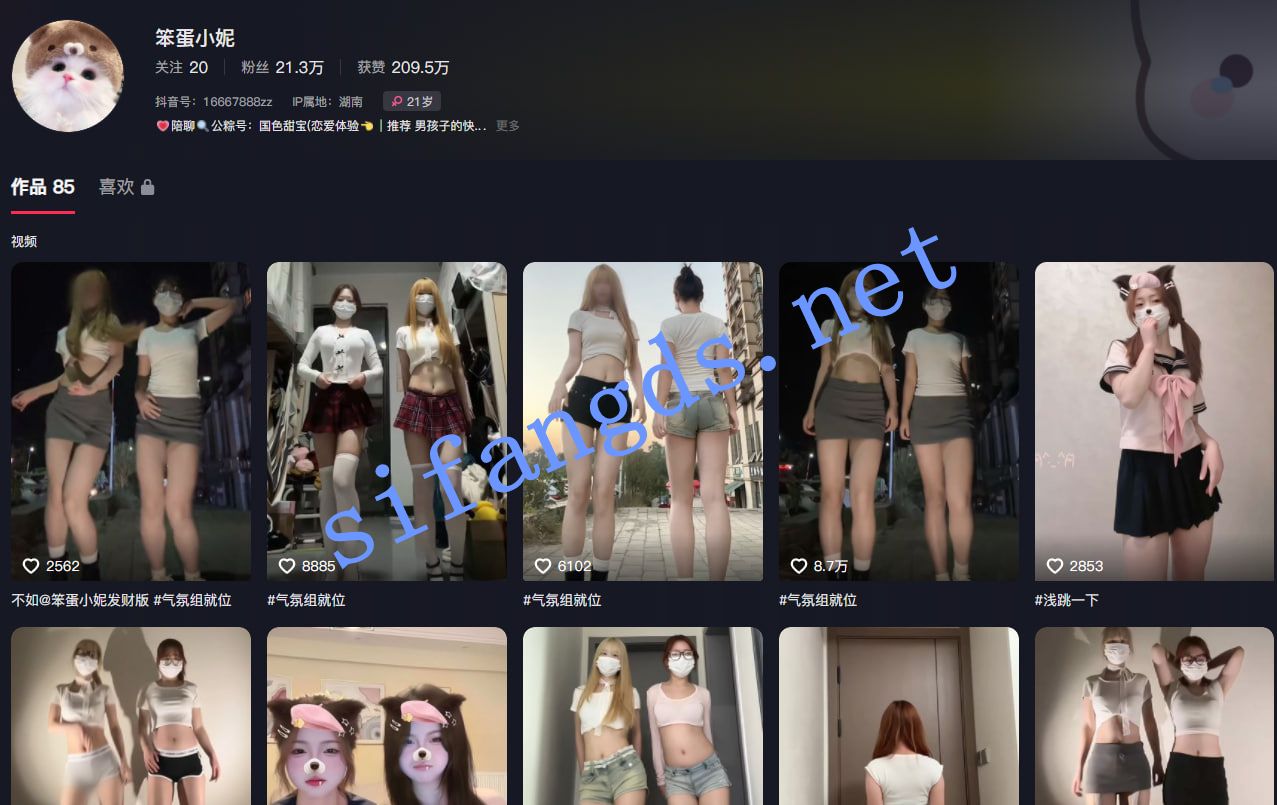 笨蛋小妮
关注 20 粉丝 21.3万 获赞 209.5万
抖音号：16667888zz IP属地：湖南 21岁
陪聊 公粽号：国色甜宝(恋爱体验 | 推荐 男孩子的快... 更多
作品 85 喜欢
视频
sifangds.net
2562 8885 6102 8.7万 2853
不如@笨蛋小妮发财版 #气氛组就位 #气氛组就位 #气氛组就位 #气氛组就位 #浅跳一下